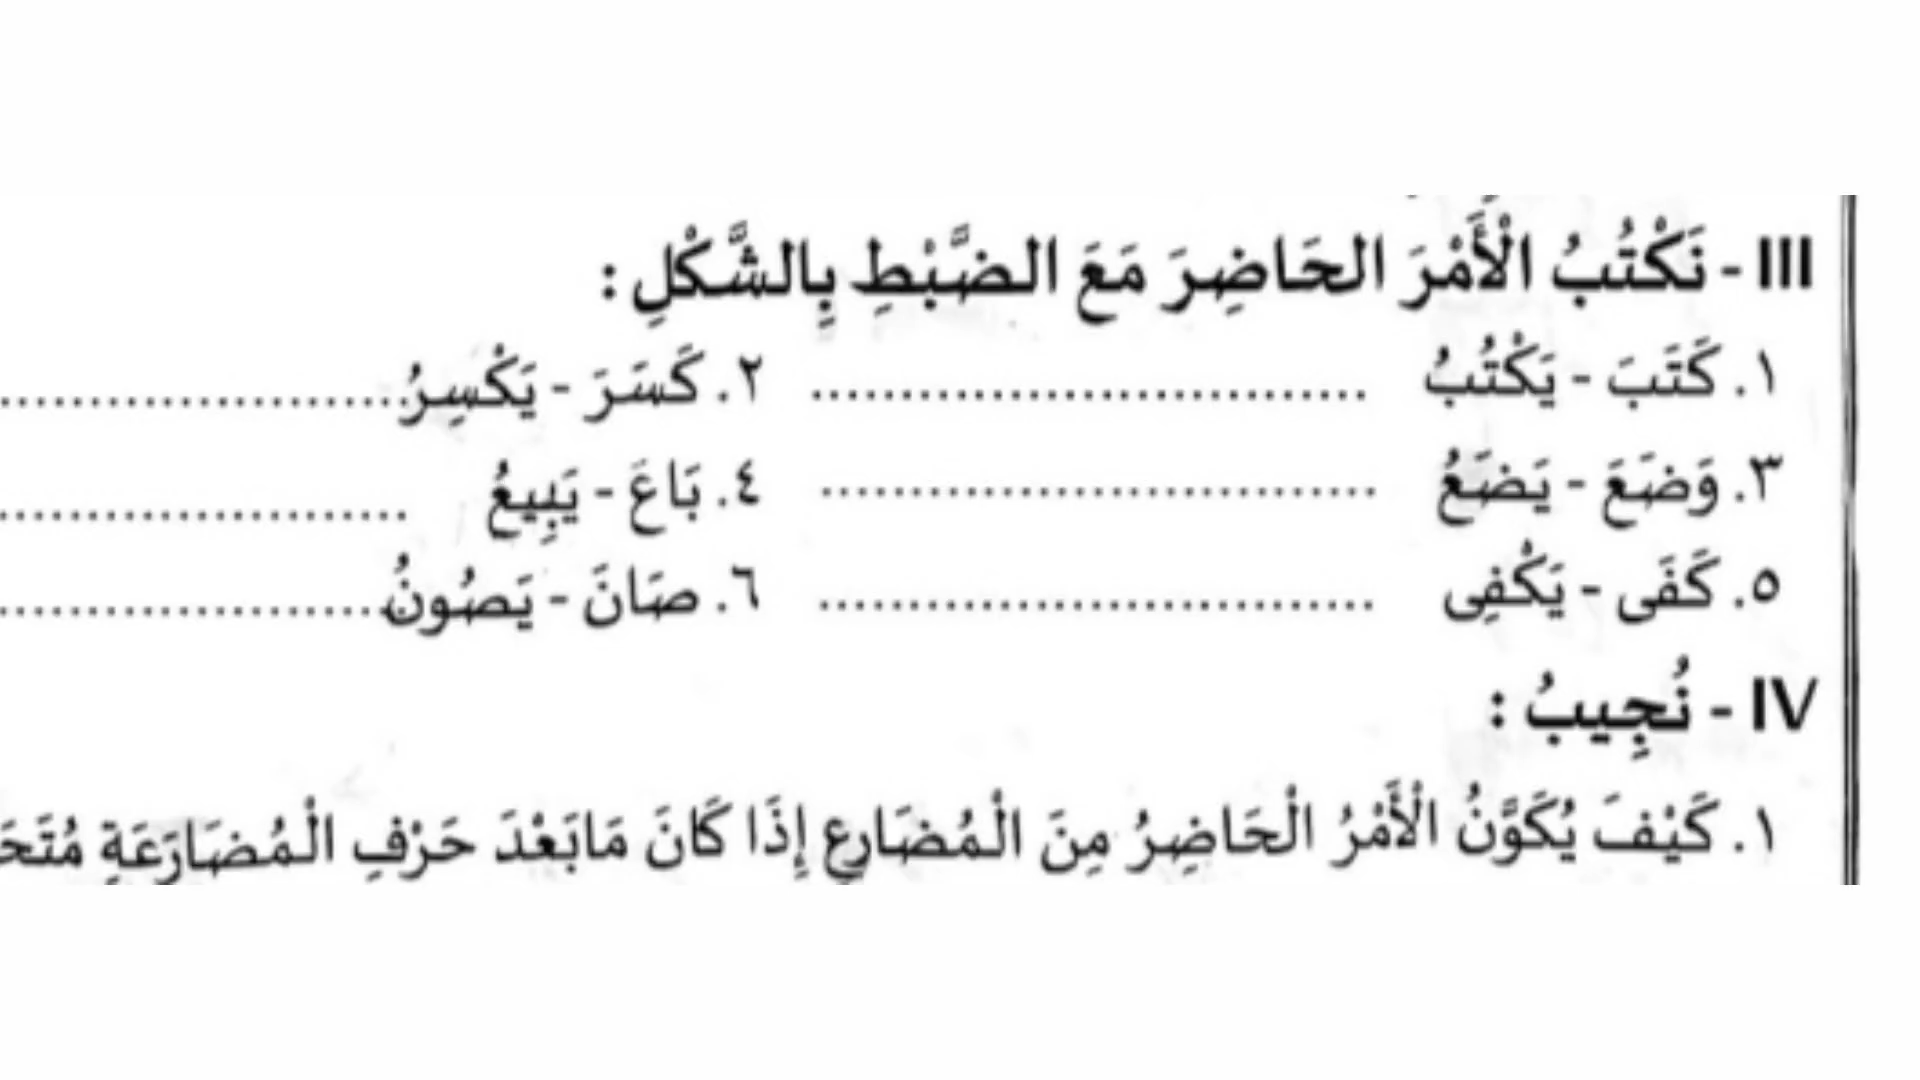 III - نَكْتُبُ الْأَمْرَ الحَاضِرَ مَعَ الضَّبْطِ بِالشَّكْلِ :
١. كَتَبَ - يَكْتُبُ .................................. ٢. كَسَرَ - يَكْسِرُ..........................
٣. وَضَعَ - يَضَعُ .................................. ٤. بَاعَ - يَبِيعُ ..........................
٥. كَفَى - يَكْفِى .................................. ٦. صَانَ - يَصُونُ..........................
IV - نُجِيبُ :
١. كَيْفَ يُكَوَّنُ الْأَمْرُ الْحَاضِرُ مِنَ الْمُضَارِعِ إِذَا كَانَ مَابَعْدَ حَرْفِ الْمُضَارَعَةِ